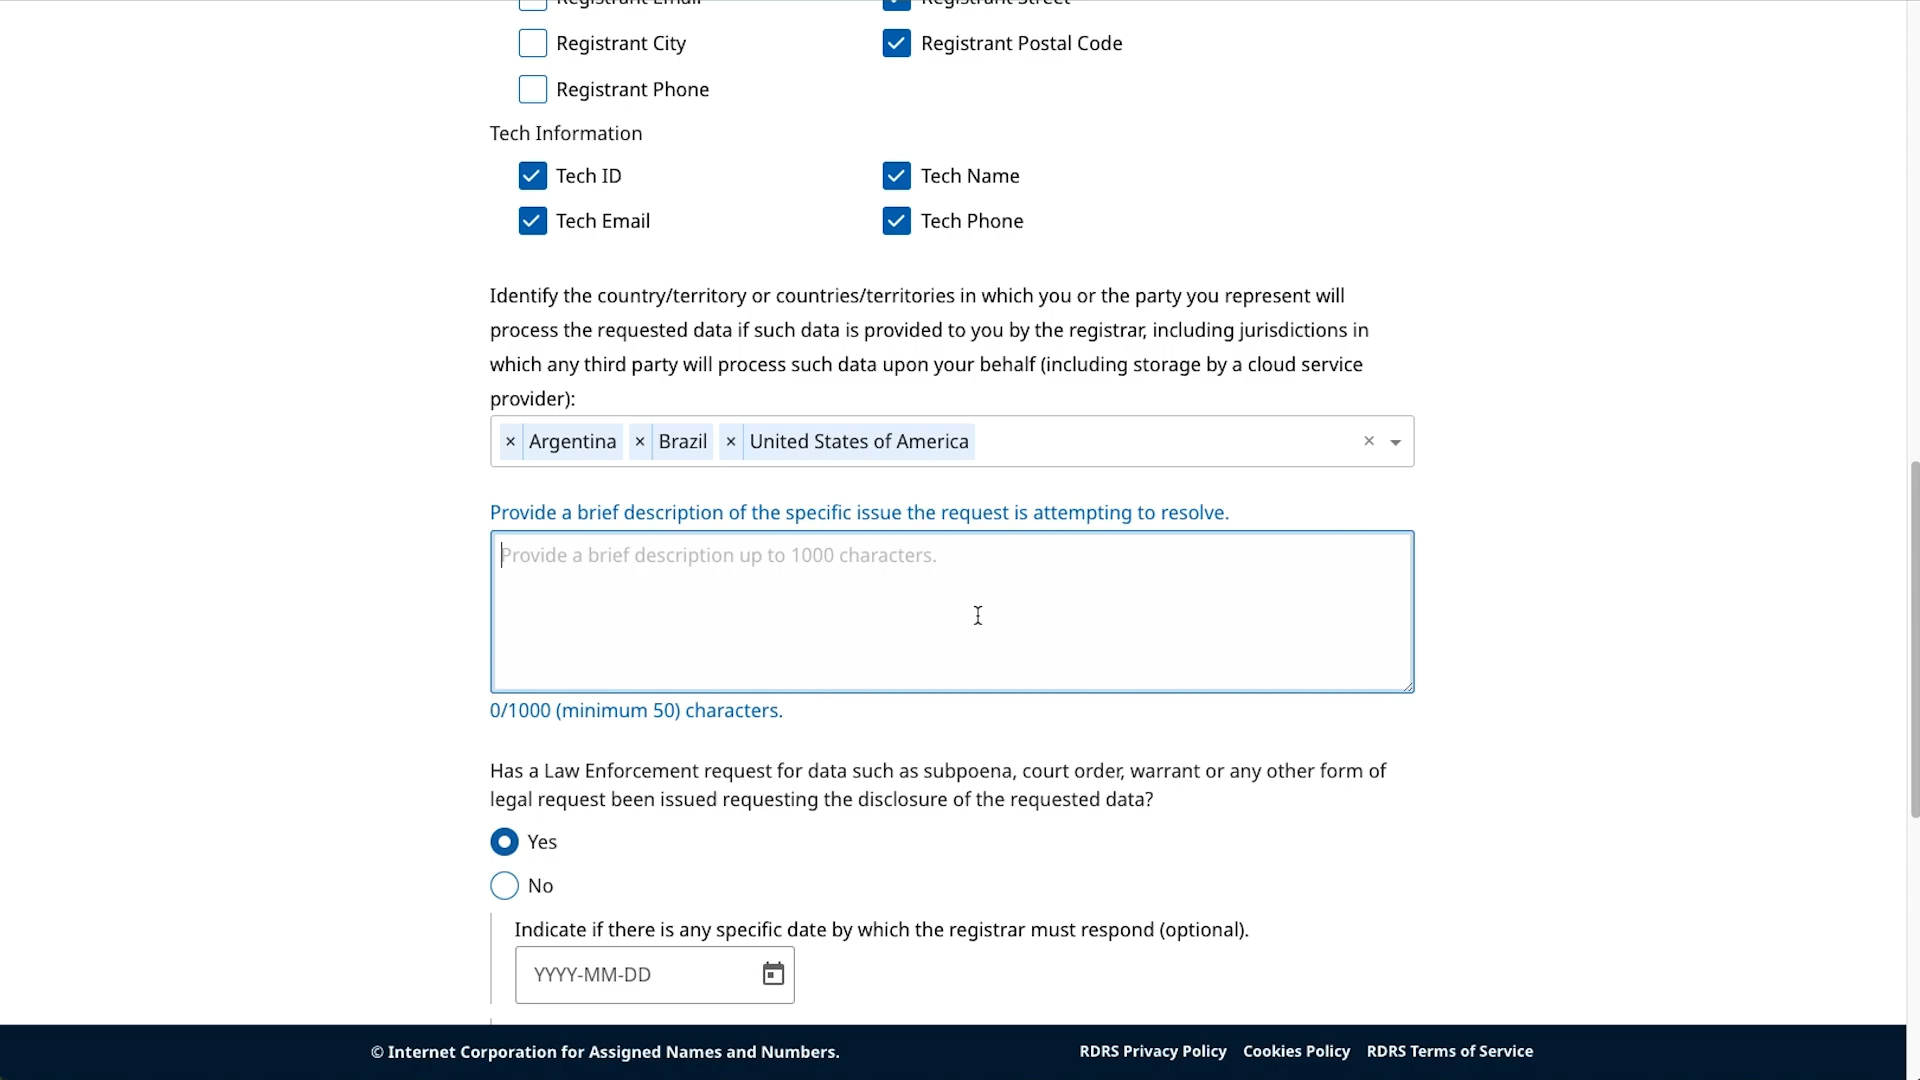 Registrant Email
Registrant Street
Registrant City
Registrant Postal Code
Registrant Phone
Tech Information
Tech ID
Tech Name
Tech Email
Tech Phone
Identify the country/territory or countries/territories in which you or the party you represent will
process the requested data if such data is provided to you by the registrar, including jurisdictions in
which any third party will process such data upon your behalf (including storage by a cloud service
provider):
× Argentina × Brazil × United States of America ×
Provide a brief description of the specific issue the request is attempting to resolve.
Provide a brief description up to 1000 characters.
0/1000 (minimum 50) characters.
Has a Law Enforcement request for data such as subpoena, court order, warrant or any other form of
legal request been issued requesting the disclosure of the requested data?
Yes
No
Indicate if there is any specific date by which the registrar must respond (optional).
YYYY-MM-DD
© Internet Corporation for Assigned Names and Numbers.
RDRS Privacy Policy Cookies Policy RDRS Terms of Service